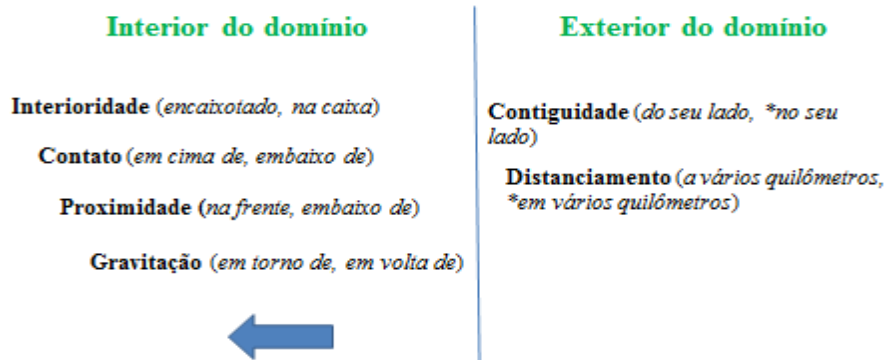 Interior do domínio
Interioridade (encaixotado, na caixa)
Contato (em cima de, embaixo de)
Proximidade (na frente, embaixo de)
Gravitação (em torno de, em volta de)
Exterior do domínio
Contiguidade (do seu lado, *no seu
lado)
Distanciamento (a vários quilômetros,
*em vários quilômetros)